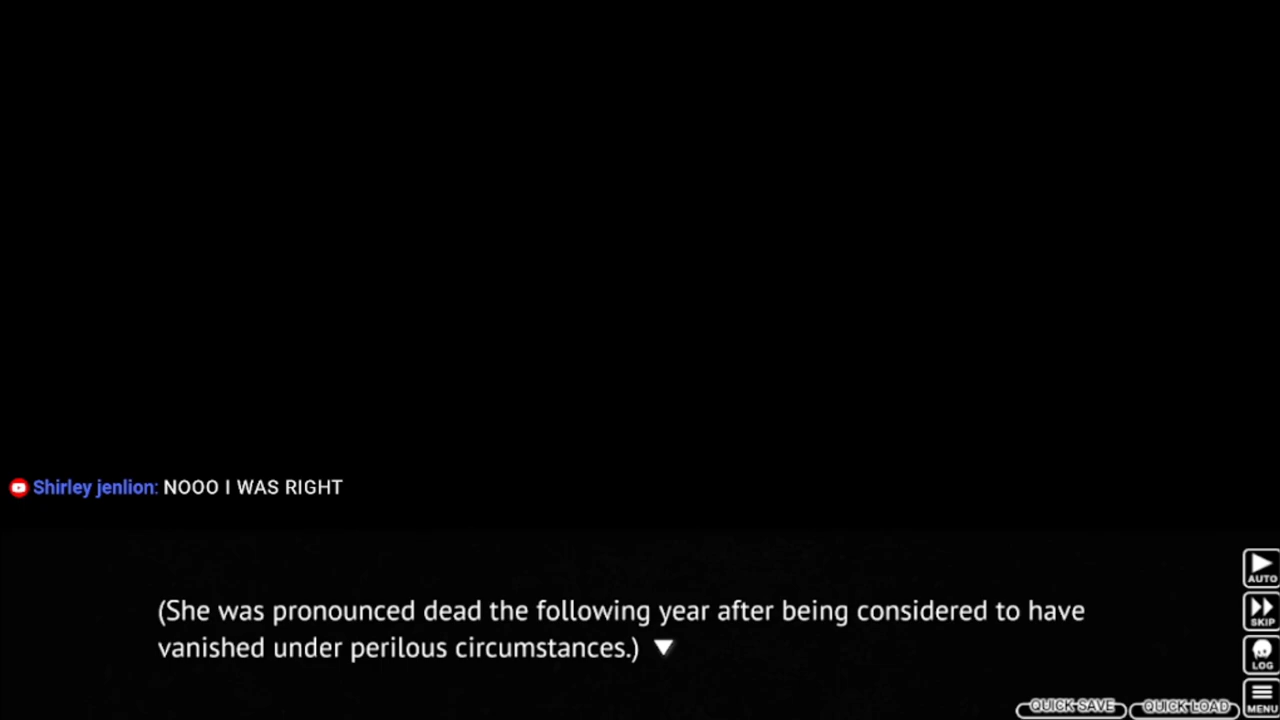 Shirley jenlion: NOOO I WAS RIGHT
(She was pronounced dead the following year after being considered to have
vanished under perilous circumstances.)
AUTO
SKIP
LOG
MENU
QUICK SAVE
QUICK LOAD